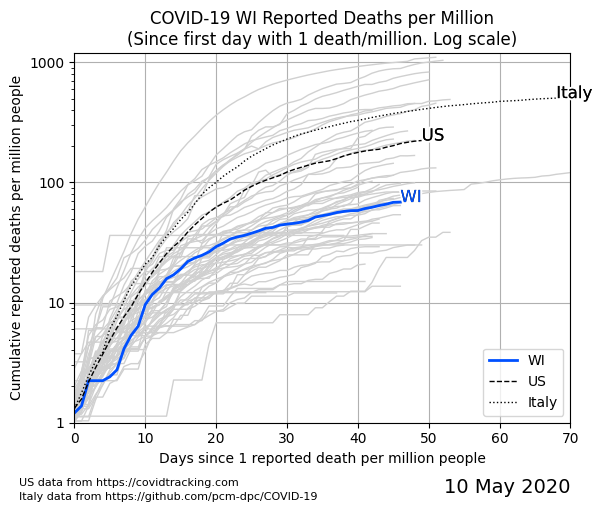 COVID-19 WI Reported Deaths per Million
(Since first day with 1 death/million. Log scale)
Cumulative reported deaths per million people
1000
100
10
1
Italy
US
WI
WI
US
Italy
0 10 20 30 40 50 60 70
Days since 1 reported death per million people
US data from https://covidtracking.com
Italy data from https://github.com/pcm-dpc/COVID-19
10 May 2020